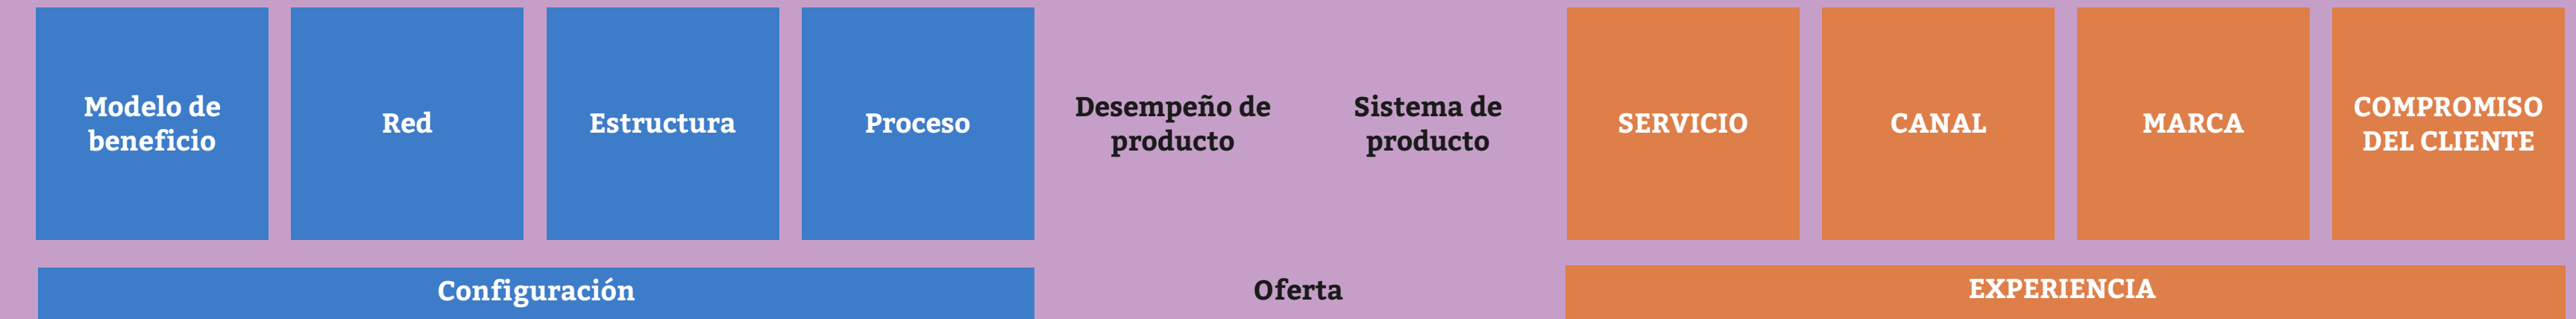 Modelo de
beneficio
Red
Estructura
Proceso
Desempeño de
producto
Sistema de
producto
SERVICIO
CANAL
MARCA
COMPROMISO
DEL CLIENTE
Configuración
Oferta
EXPERIENCIA